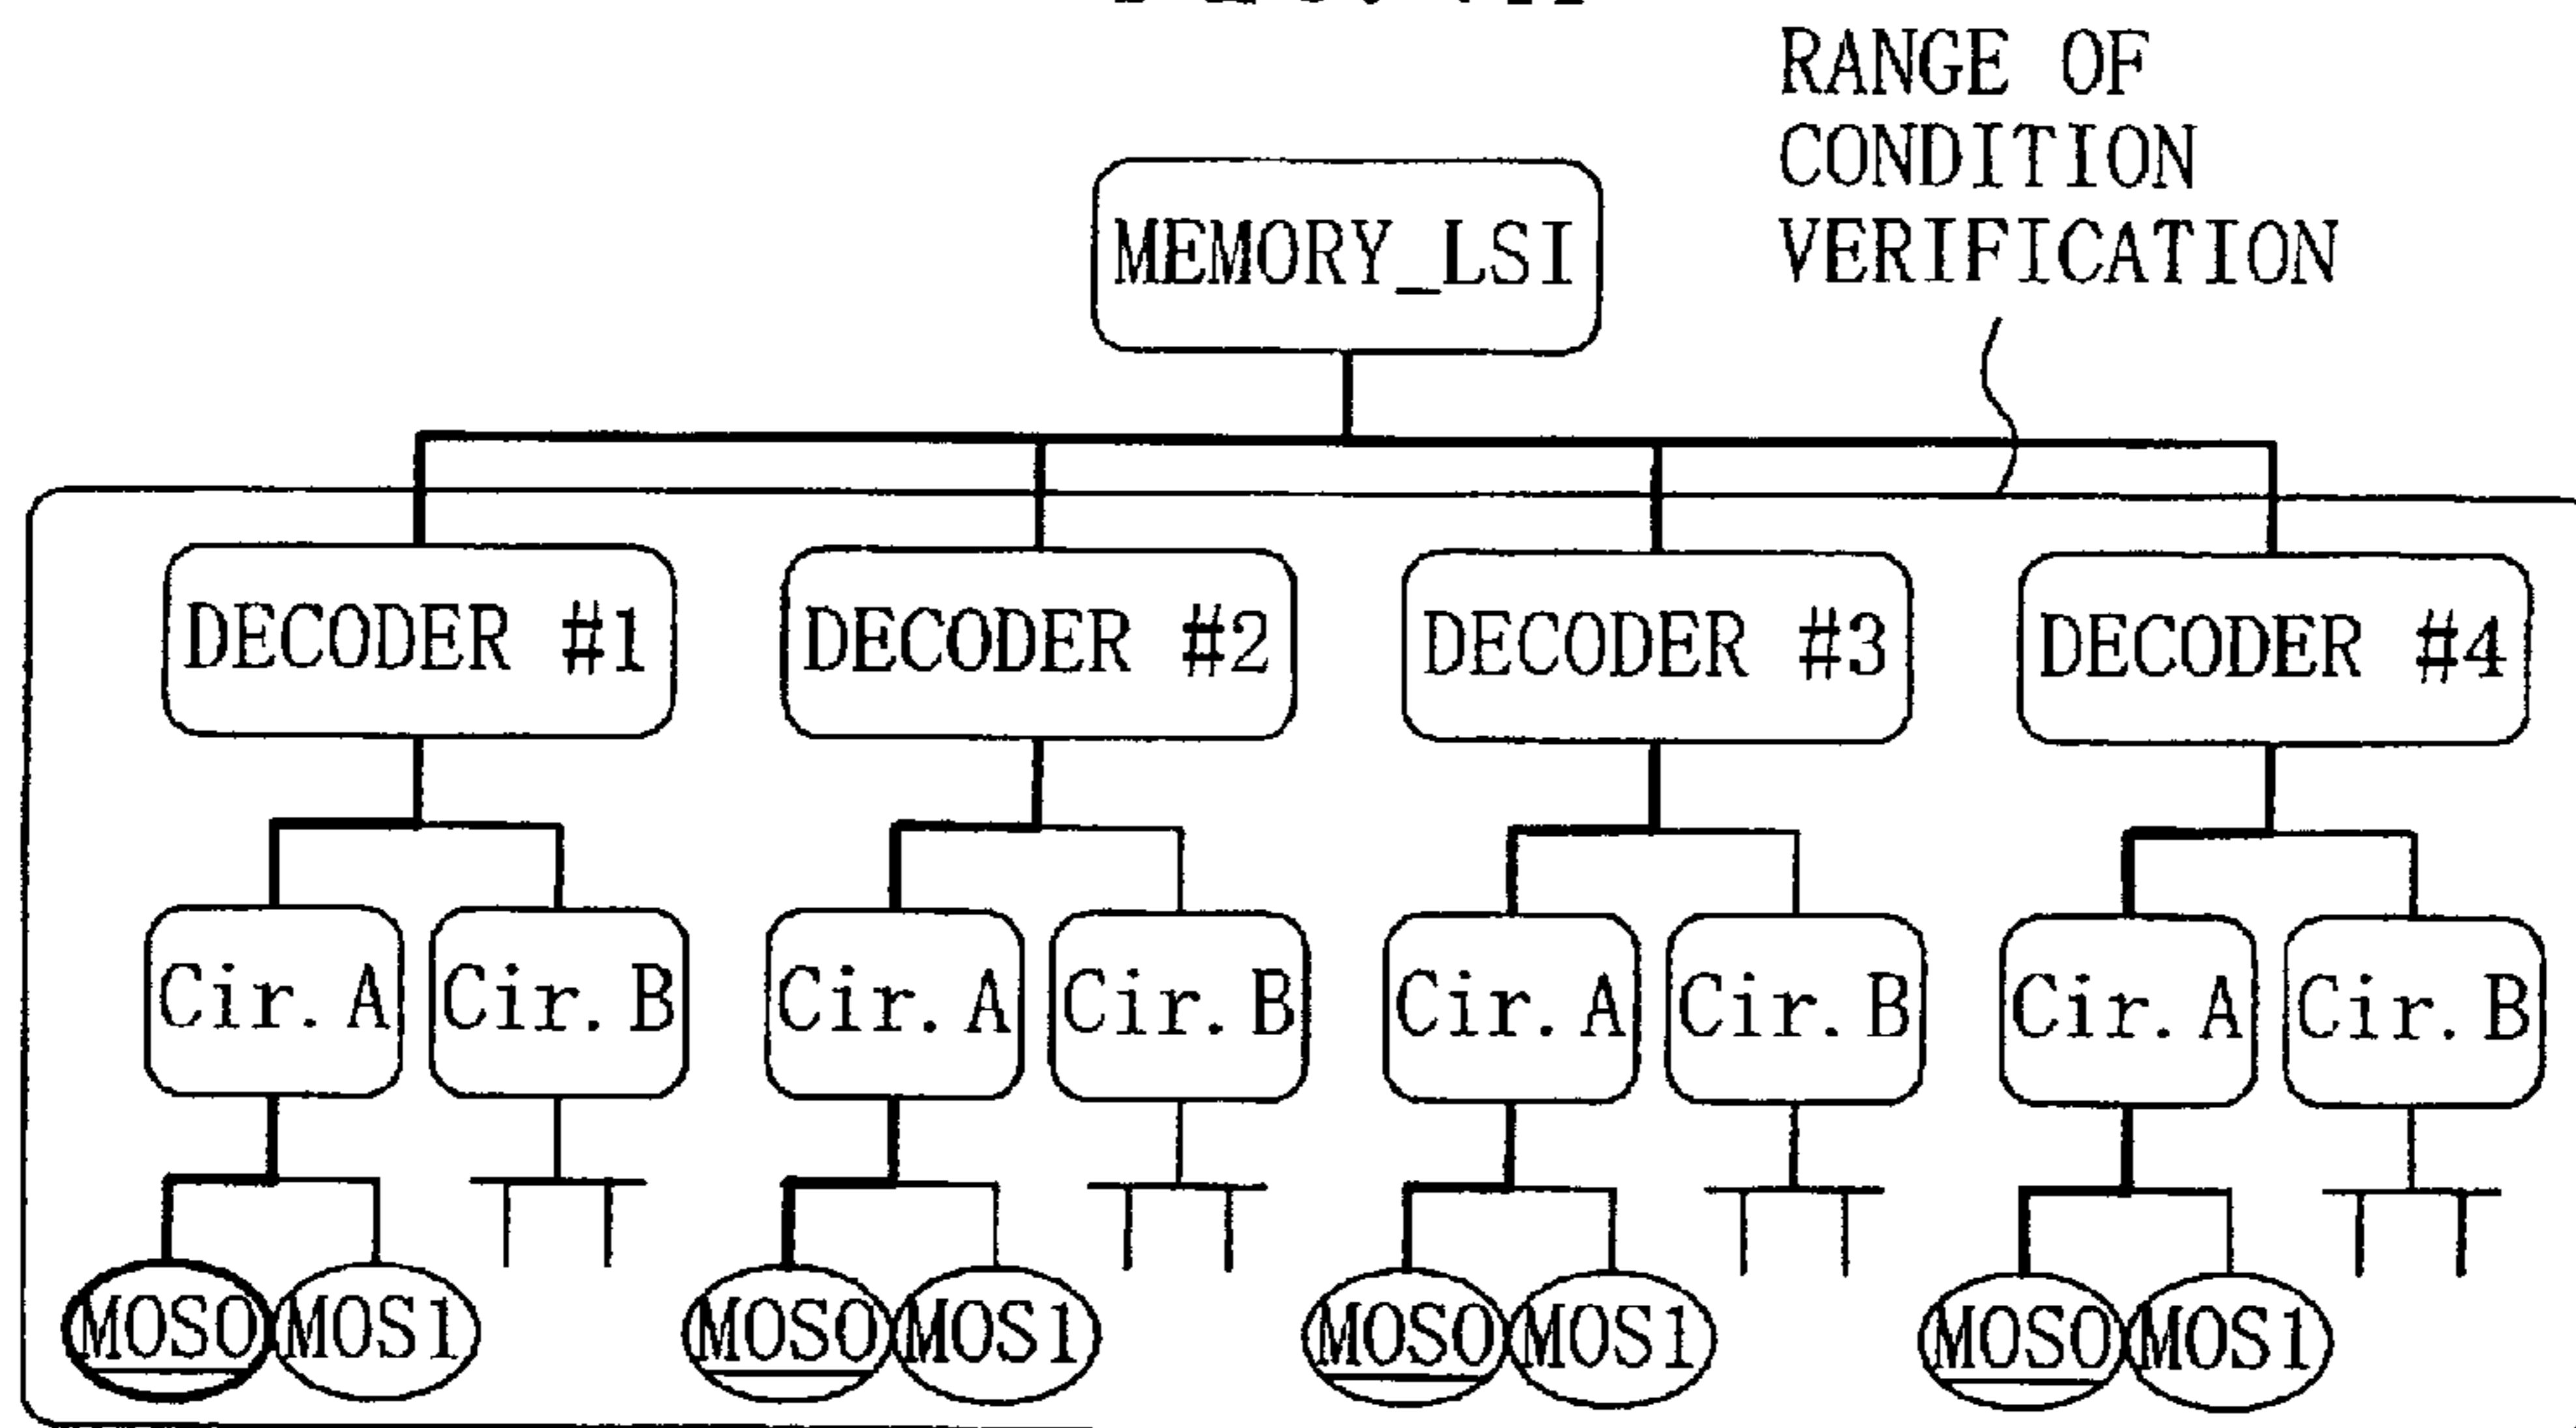 RANGE OF
CONDITION
VERIFICATION
MEMORY_LSI
DECODER #1 DECODER #2 DECODER #3 DECODER #4
Cir. A Cir. B Cir. A Cir. B Cir. A Cir. B Cir. A Cir. B
MOS0 MOS1 MOS0 MOS1 MOS0 MOS1 MOS0 MOS1